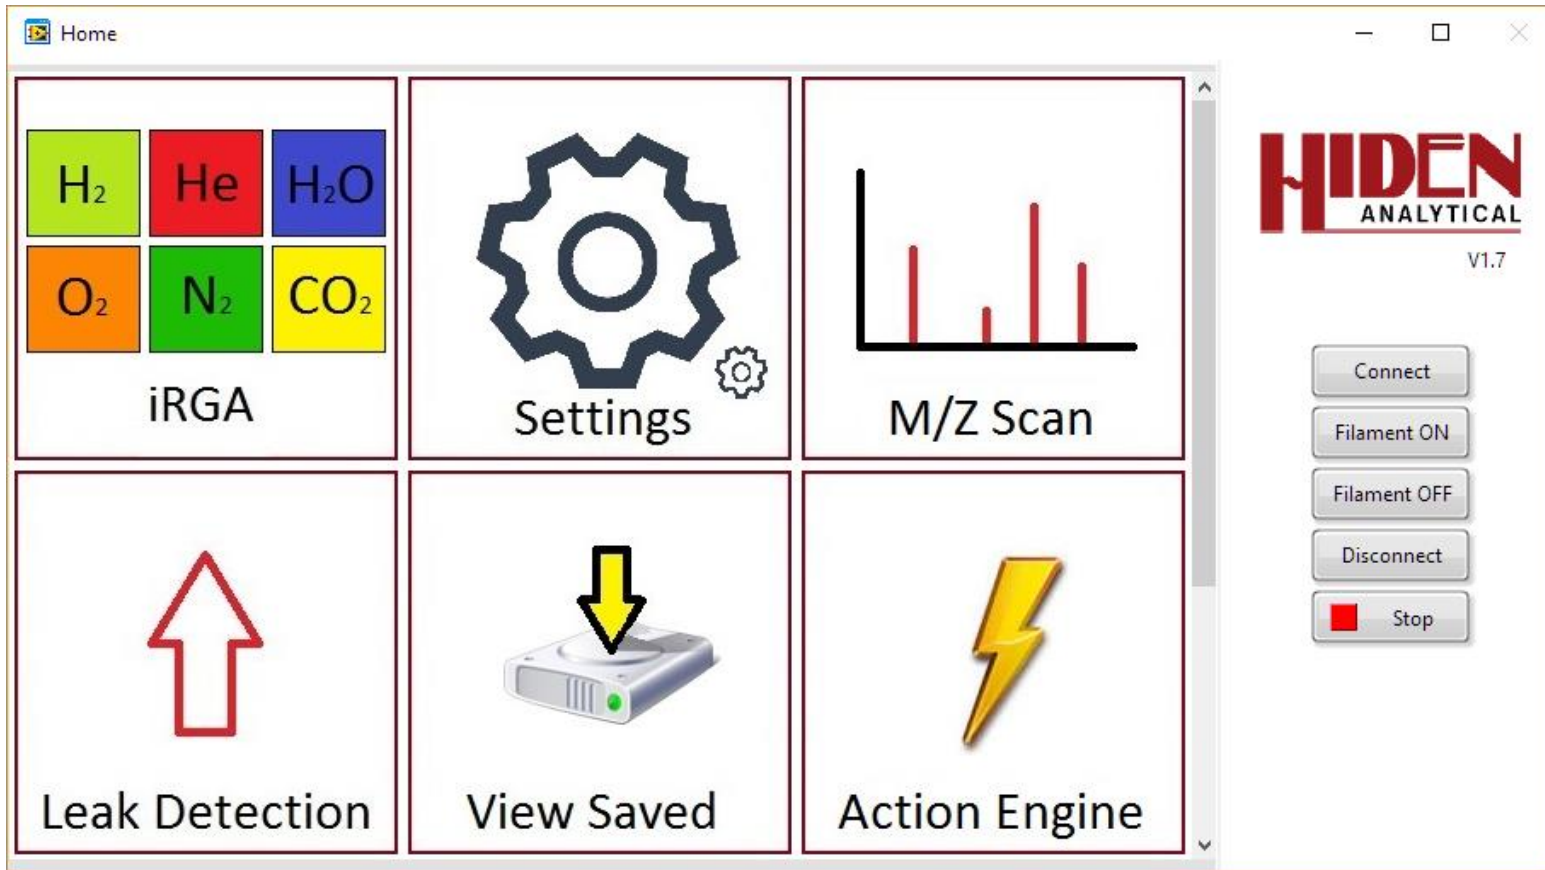 Home
H₂ He H₂O
O₂ N₂ CO₂
iRGA
Settings
M/Z Scan
Leak Detection
View Saved
Action Engine
HIDEN
ANALYTICAL
V1.7
Connect
Filament ON
Filament OFF
Disconnect
Stop